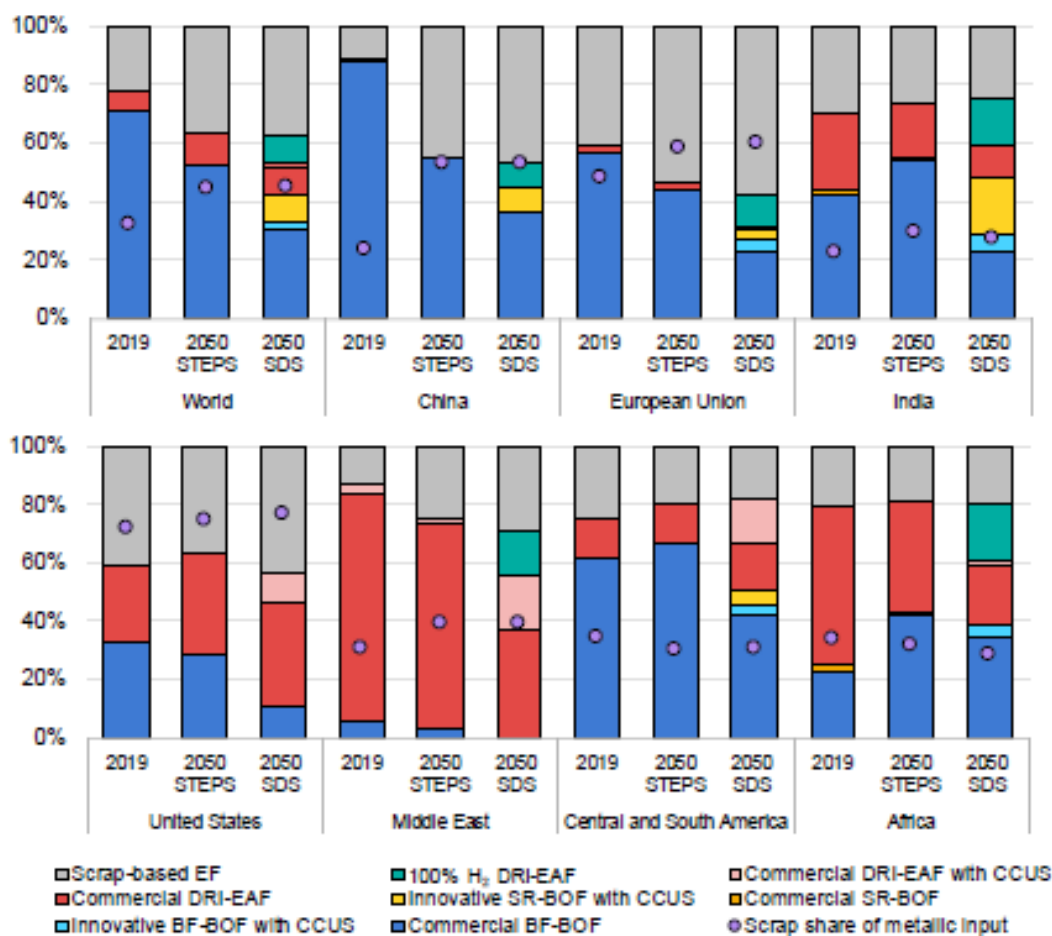 100%
80%
60%
40%
20%
0%
2019 2050 STEPS 2050 SDS 2019 2050 STEPS 2050 SDS 2019 2050 STEPS 2050 SDS 2019 2050 STEPS 2050 SDS
World China European Union India
100%
80%
60%
40%
20%
0%
2019 2050 STEPS 2050 SDS 2019 2050 STEPS 2050 SDS 2019 2050 STEPS 2050 SDS 2019 2050 STEPS 2050 SDS
United States Middle East Central and South America Africa
Scrap-based EF 100% H₂ DRI-EAF Commercial DRI-EAF with CCUS
Commercial DRI-EAF Innovative SR-BOF with CCUS Commercial SR-BOF
Innovative BF-BOF with CCUS Commercial BF-BOF Scrap share of metallic input